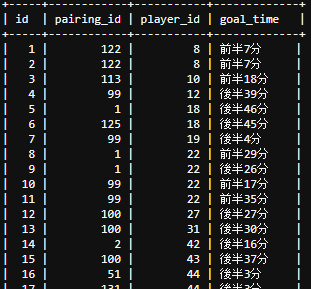 | id | pairing_id | player_id | goal_time |
| 1 | 122 | 8 | 前半7分
| 2 | 122 | 8 | 前半7分
| 3 | 113 | 10 | 前半18分
| 4 | 99 | 12 | 後半39分
| 5 | 1 | 18 | 後半46分
| 6 | 125 | 18 | 後半45分
| 7 | 99 | 19 | 後半4分
| 8 | 1 | 22 | 前半29分
| 9 | 1 | 22 | 後半26分
| 10 | 99 | 22 | 前半17分
| 11 | 99 | 22 | 前半35分
| 12 | 100 | 27 | 後半27分
| 13 | 100 | 31 | 後半30分
| 14 | 2 | 42 | 後半16分
| 15 | 100 | 43 | 後半37分
| 16 | 51 | 44 | 後半3分
| 17 | 131 | 44 | 後半3分